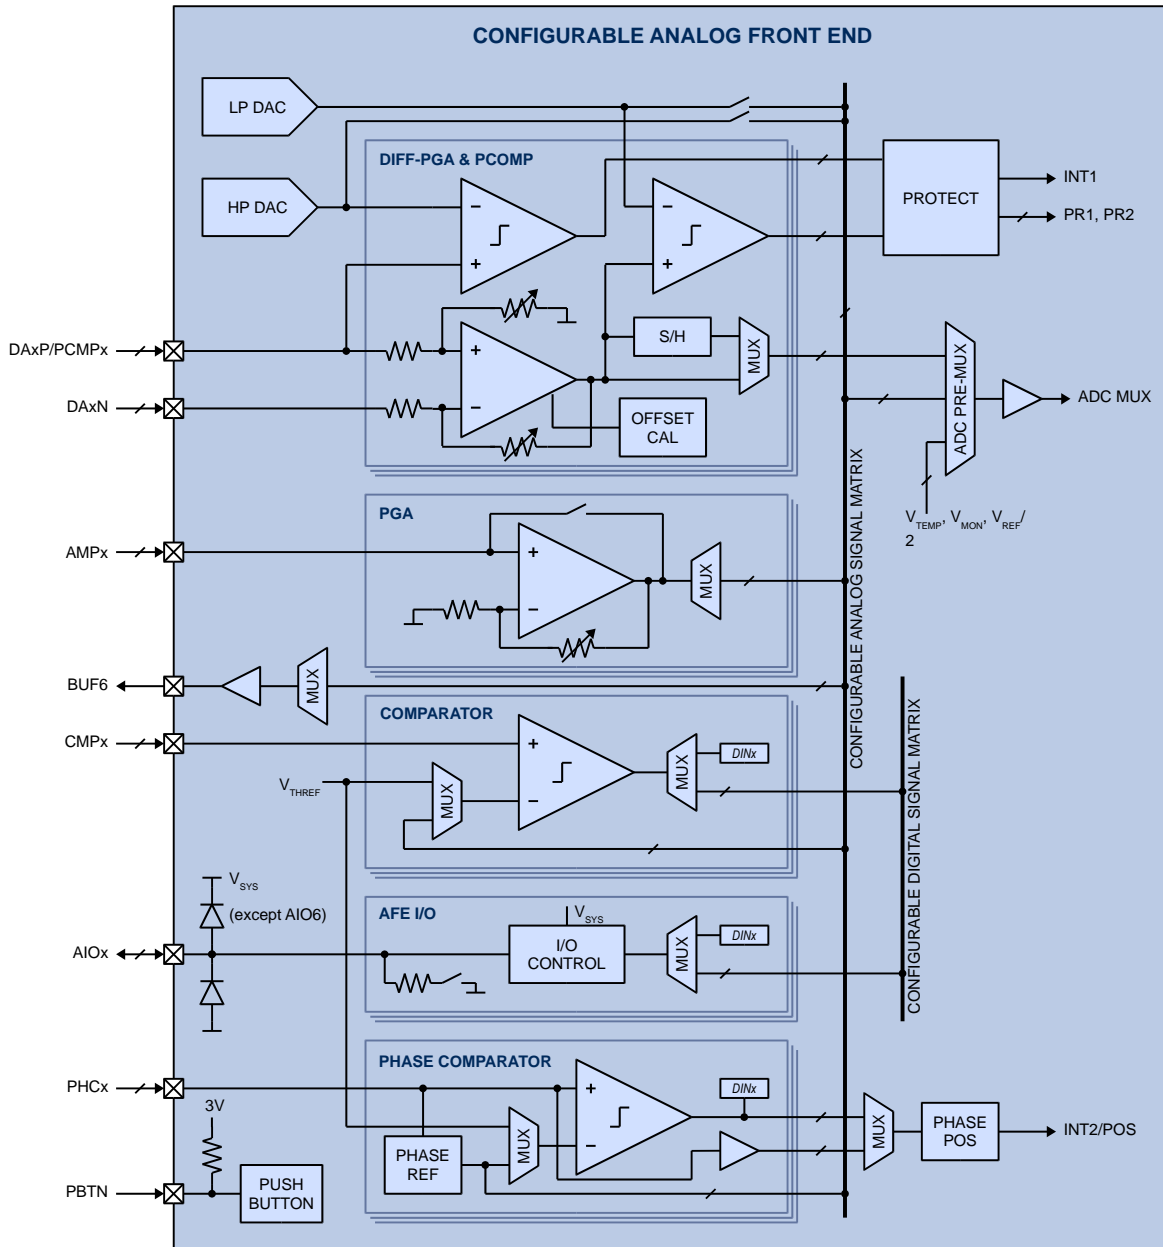 CONFIGURABLE ANALOG FRONT END
LP DAC
HP DAC
DIFF-PGA & PCOMP
−
+
−
+
PROTECT
INT1
PR1, PR2
DAxP/PCMPx
DAxN
+
−
S/H
MUX
OFFSET
CAL
ADC PRE-MUX
ADC MUX
VTEMP, VMON, VREF/
2
CONFIGURABLE ANALOG SIGNAL MATRIX
PGA
AMPx
+
−
MUX
BUF6
MUX
COMPARATOR
CMPx
VTHREF
MUX
+
−
MUX
DINx
CONFIGURABLE DIGITAL SIGNAL MATRIX
VSYS
(except AIO6)
AIOx
AFE I/O
VSYS
I/O
CONTROL
MUX
DINx
PHASE COMPARATOR
PHCx
3V
PHASE
REF
MUX
+
−
DINx
MUX
PHASE
POS
INT2/POS
PBTN
PUSH
BUTTON